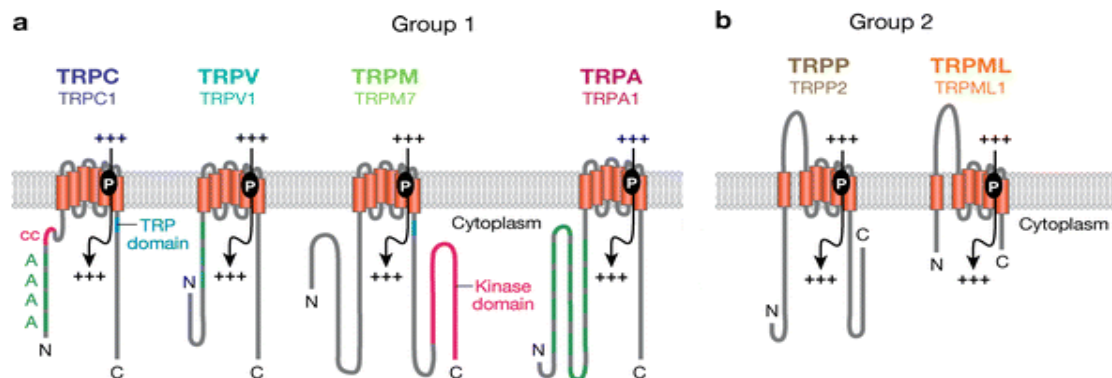 a
Group 1
b
Group 2
TRPC
TRPC1
TRPV
TRPV1
TRPM
TRPM7
TRPA
TRPA1
TRPP
TRPP2
TRPML
TRPML1
+++
+++
+++
+++
+++
+++
P
P
P
P
P
P
cc
A
A
A
A
N
TRP
domain
+++
C
N
+++
C
N
+++
Cytoplasm
Kinase
domain
C
N
+++
C
N
+++
C
N
+++
C
Cytoplasm